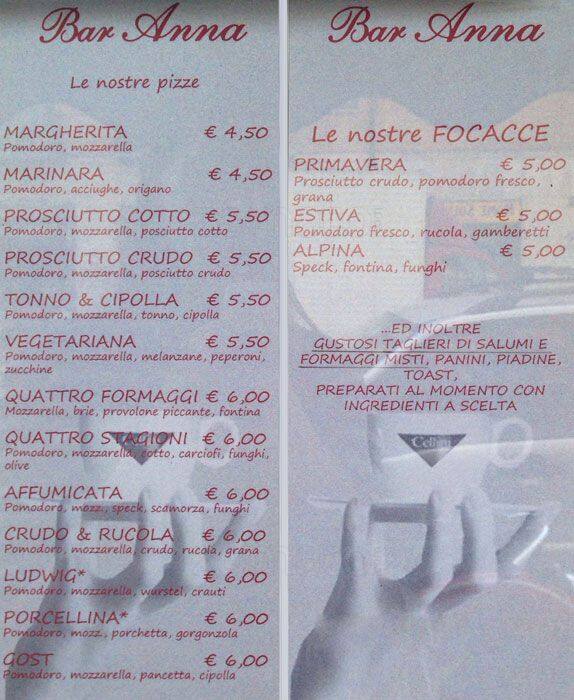 Bar Anna
Le nostre pizze
MARGHERITA € 4,50
Pomodoro, mozzarella
MARINARA € 4,50
Pomodoro, acciughe, origano
PROSCIUTTO COTTO € 5,50
Pomodoro, mozzarella, posciutto cotto
PROSCIUTTO CRUDO € 5,50
Pomodoro, mozzarella, posciutto crudo
TONNO & CIPOLLA € 5,50
Pomodoro, mozzarella, tonno, cipolla
VEGETARIANA € 5,50
Pomodoro, mozzarella, melanzane, peperoni,
zucchine
QUATTRO FORMAGGI € 6,00
Mozzarella, brie, provolone piccante, fontina
QUATTRO STAGIONI € 6,00
Pomodoro, mozzarella, cotto, carciofi, funghi,
olive
AFFUMICATA € 6,00
Pomodoro, mozz., speck, scamorza, funghi
CRUDO & RUCOLA € 6,00
Pomodoro, mozzarella, crudo, rucola, grana
LUDWIG* € 6,00
Pomodoro, mozzarella, wurstel, crauti
PORCELLINA* € 6,00
Pomodoro, mozz., porchetta, gorgonzola
GOST € 6,00
Pomodoro, mozzarella, pancetta, cipolla
Bar Anna
Le nostre FOCACCE
PRIMAVERA € 5,00
Prosciutto crudo, pomodoro fresco,
grana
ESTIVA € 5,00
Pomodoro fresco, rucola, gamberetti
ALPINA € 5,00
Speck, fontina, funghi
...ED INOLTRE
GUSTOSI TAGLIERI DI SALUMI E
FORMAGGI MISTI, PANINI, PIADINE,
TOAST,
PREPARATI AL MOMENTO CON
INGREDIENTI A SCELTA
Cellini